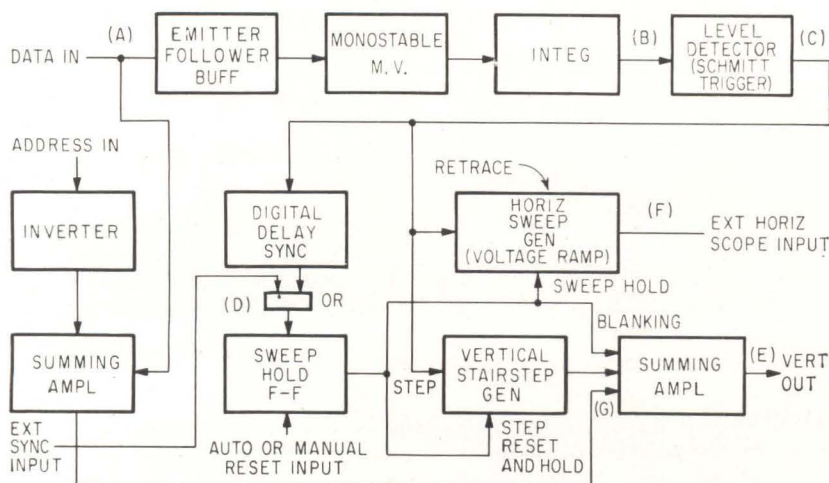 DATA IN
(A)
EMITTER
FOLLOWER
BUFF
MONOSTABLE
M.V.
INTEG
(B)
LEVEL
DETECTOR
(SCHMITT
TRIGGER)
(C)
ADDRESS IN
INVERTER
DIGITAL
DELAY
SYNC
RETRACE
HORIZ
SWEEP
GEN
(VOLTAGE RAMP)
(F)
EXT HORIZ
SCOPE INPUT
SWEEP HOLD
(D)
OR
BLANKING
SUMMING
AMPL
SWEEP
HOLD
F-F
STEP
VERTICAL
STAIRSTEP
GEN
SUMMING
AMPL
(E)
VERT
OUT
(G)
EXT
SYNC
INPUT
AUTO OR MANUAL
RESET INPUT
STEP
RESET
AND HOLD